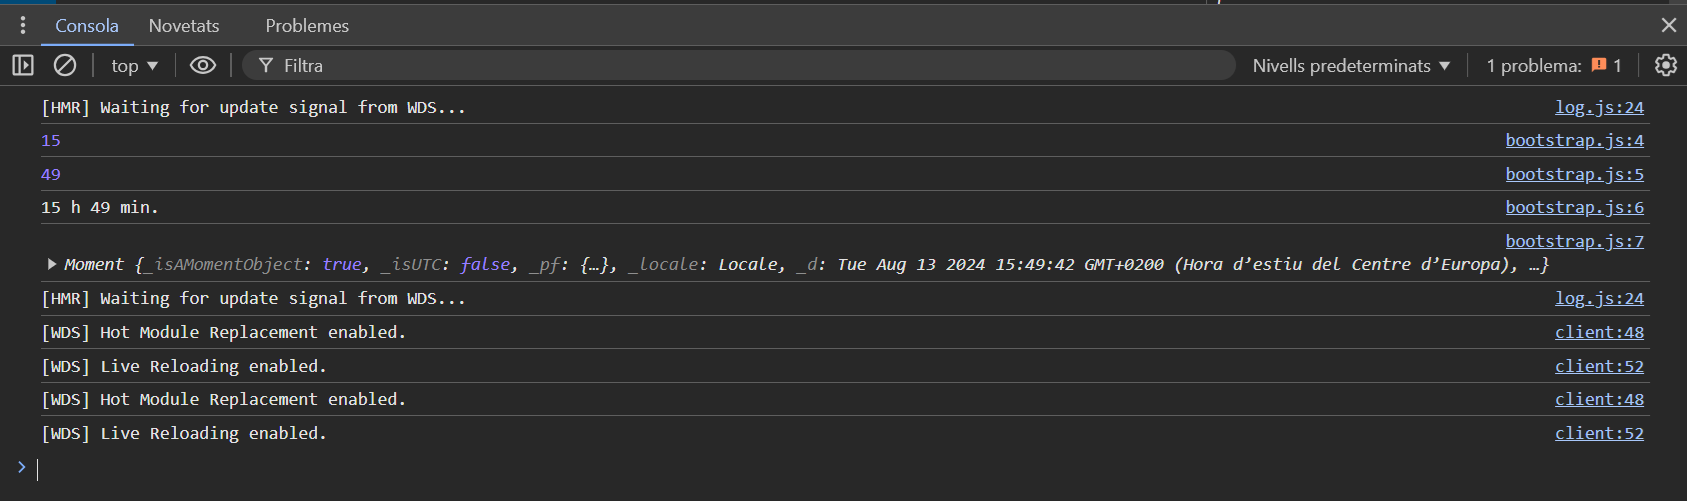 Consola Novetats Problemes
top Filtra Nivells predeterminats 1 problema: 1
[HMR] Waiting for update signal from WDS... log.js:24
15 bootstrap.js:4
49 bootstrap.js:5
15 h 49 min. bootstrap.js:6
bootstrap.js:7
Moment {_isAMomentObject: true, _isUTC: false, _pf: {…}, _locale: Locale, _d: Tue Aug 13 2024 15:49:42 GMT+0200 (Hora d’estiu del Centre d’Europa), …}
[HMR] Waiting for update signal from WDS... log.js:24
[WDS] Hot Module Replacement enabled. client:48
[WDS] Live Reloading enabled. client:52
[WDS] Hot Module Replacement enabled. client:48
[WDS] Live Reloading enabled. client:52